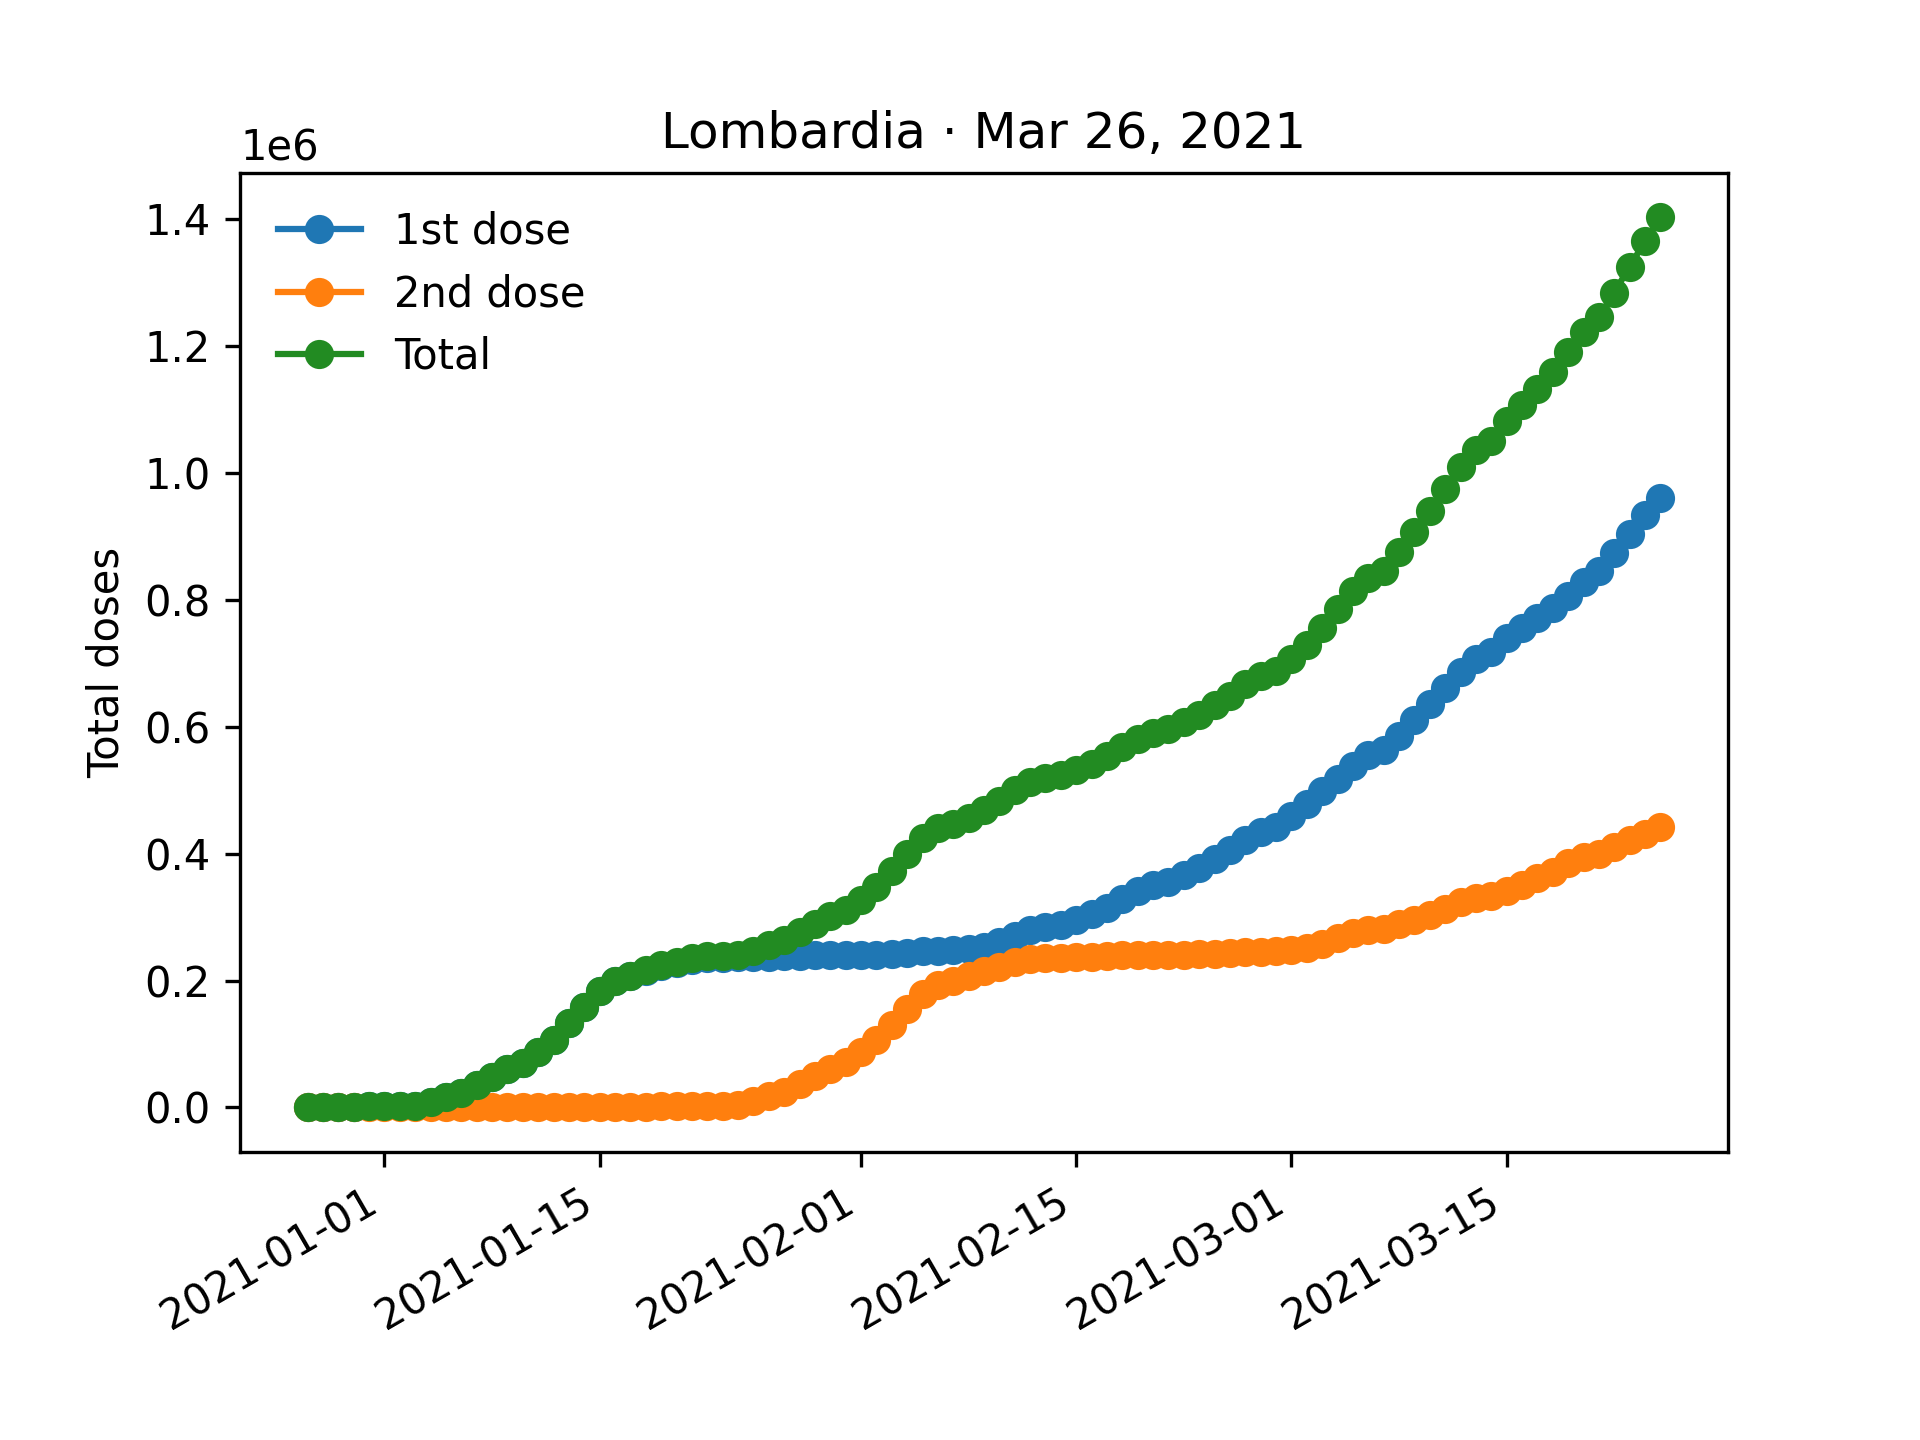 Lombardia · Mar 26, 2021
1e6
1st dose
2nd dose
Total
Total doses
1.4
1.2
1.0
0.8
0.6
0.4
0.2
0.0
2021-01-01
2021-01-15
2021-02-01
2021-02-15
2021-03-01
2021-03-15